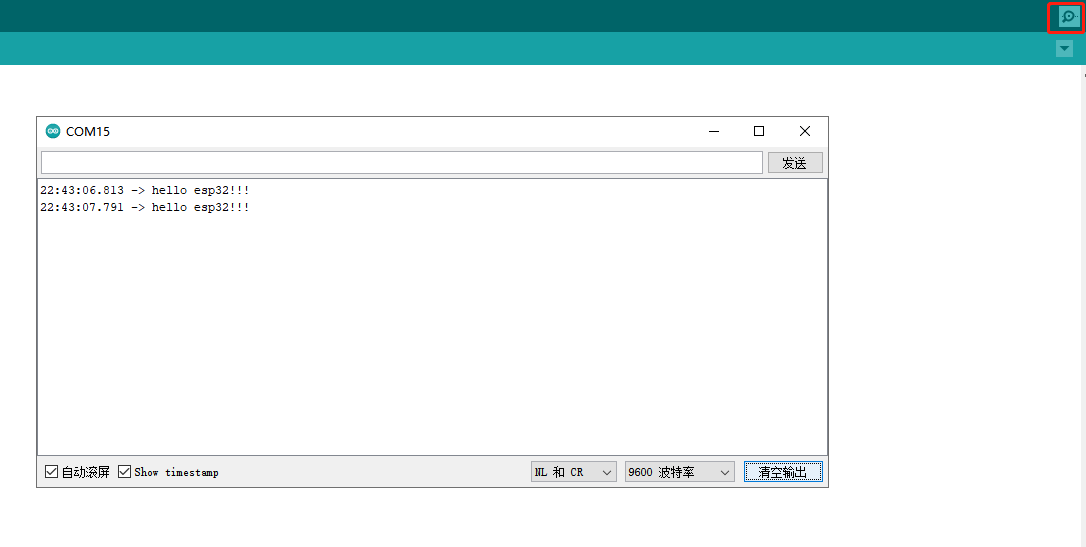 COM15
发送
22:43:06.813 -> hello esp32!!!
22:43:07.791 -> hello esp32!!!
自动滚屏 Show timestamp NL 和 CR 9600 波特率 清空输出